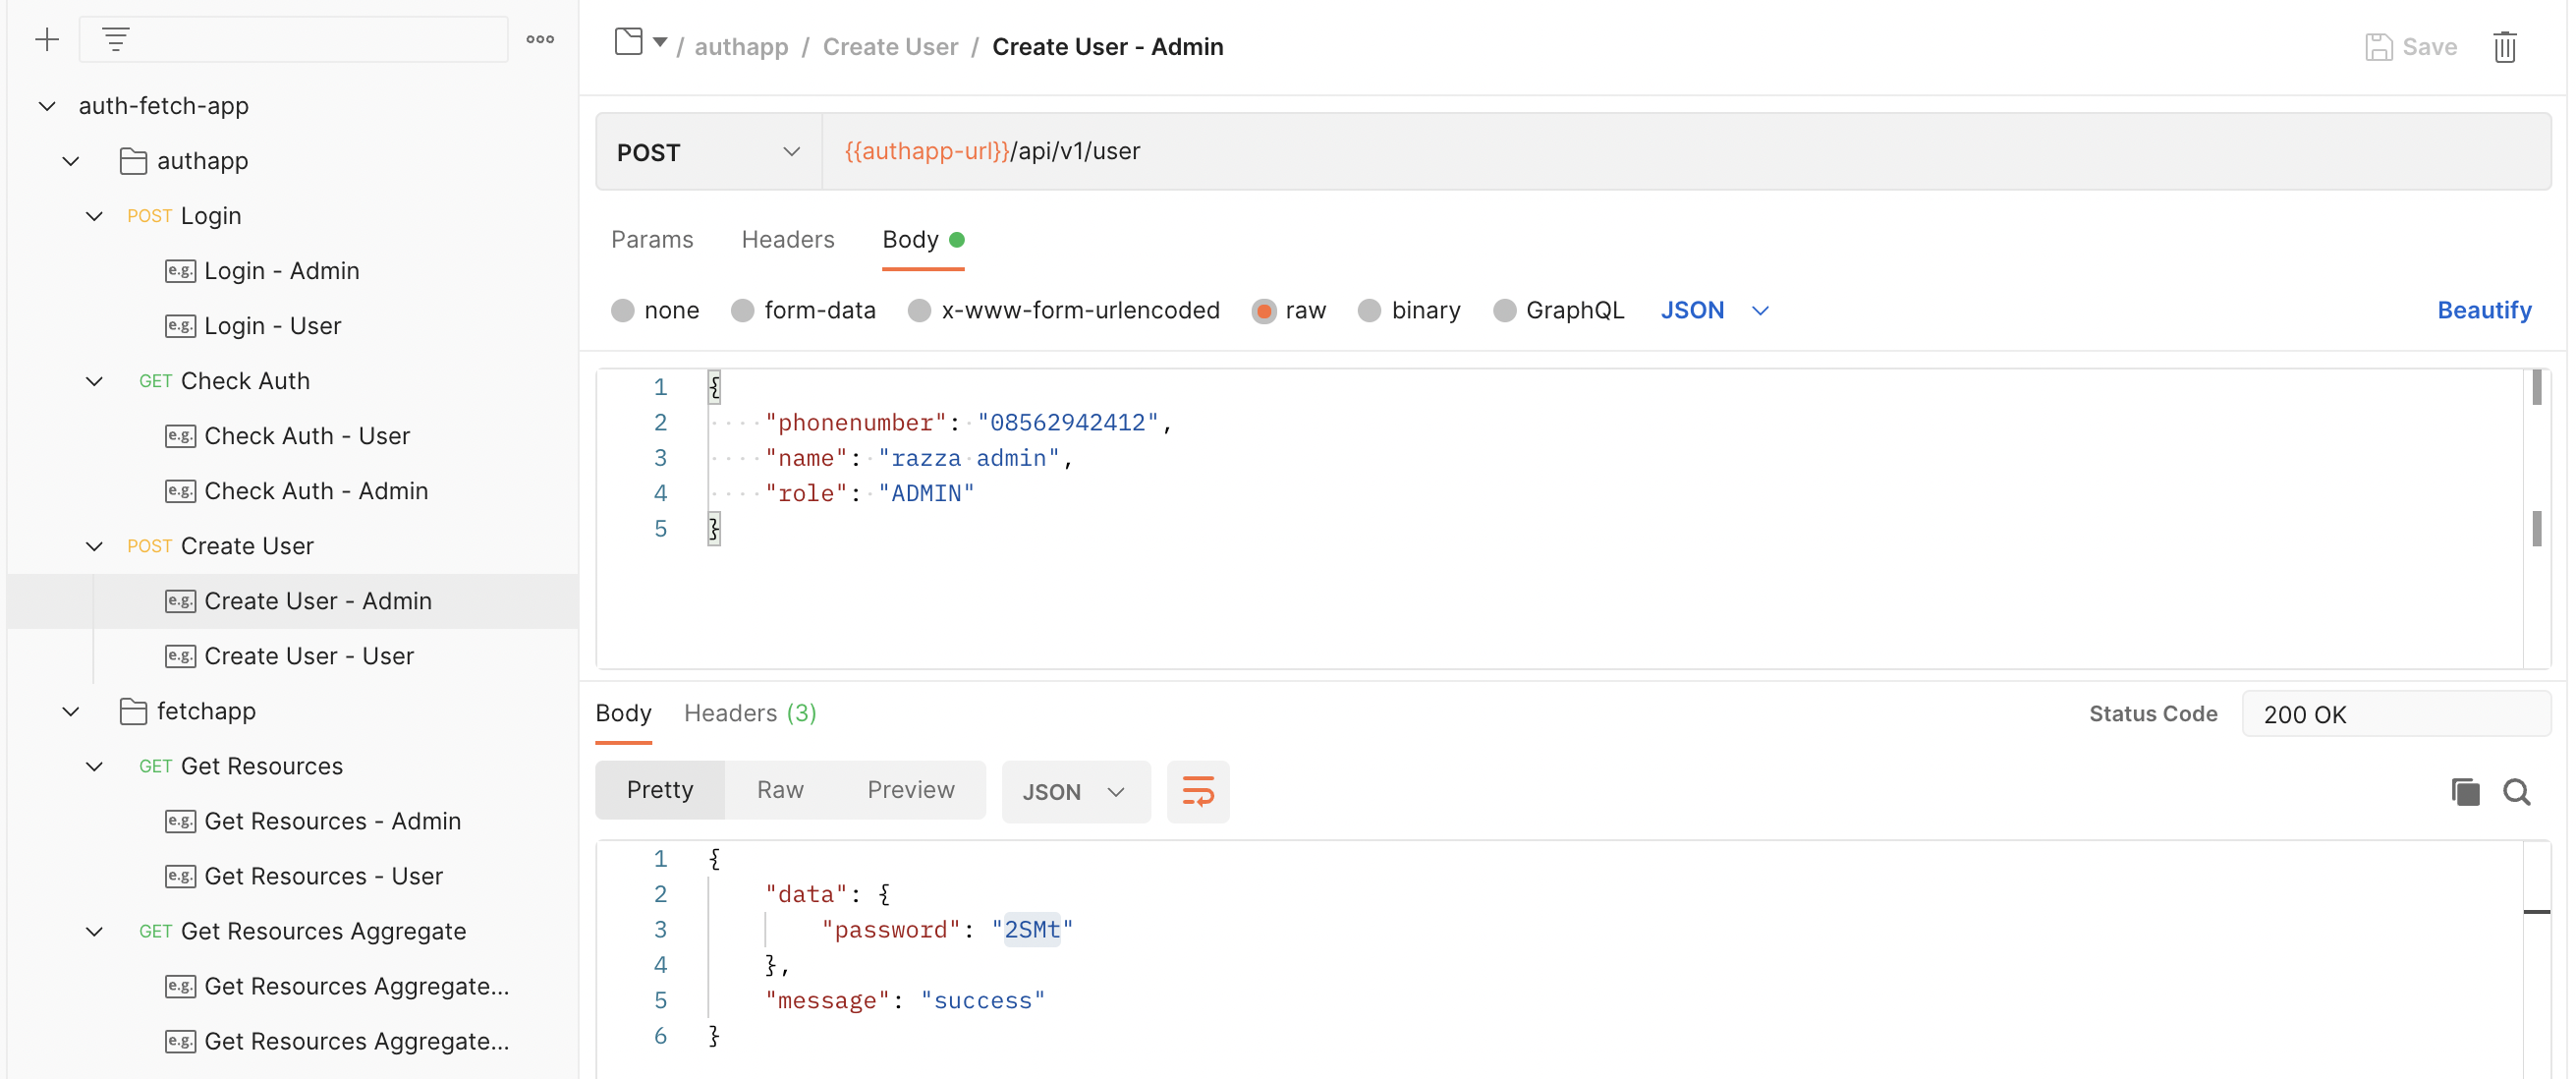 auth-fetch-app
authapp
POST Login
e.g. Login - Admin
e.g. Login - User
GET Check Auth
e.g. Check Auth - User
e.g. Check Auth - Admin
POST Create User
e.g. Create User - Admin
e.g. Create User - User
fetchapp
GET Get Resources
e.g. Get Resources - Admin
e.g. Get Resources - User
GET Get Resources Aggregate
e.g. Get Resources Aggregate...
e.g. Get Resources Aggregate...
/ authapp / Create User / Create User - Admin
Save
POST {{authapp-url}}/api/v1/user
Params Headers Body
none form-data x-www-form-urlencoded raw binary GraphQL JSON Beautify
1 {
2 "phonenumber": "08562942412",
3 "name": "razza admin",
4 "role": "ADMIN"
5 }
Body Headers (3) Status Code 200 OK
Pretty Raw Preview JSON
1 {
2 "data": {
3 "password": "2SMt"
4 },
5 "message": "success"
6 }